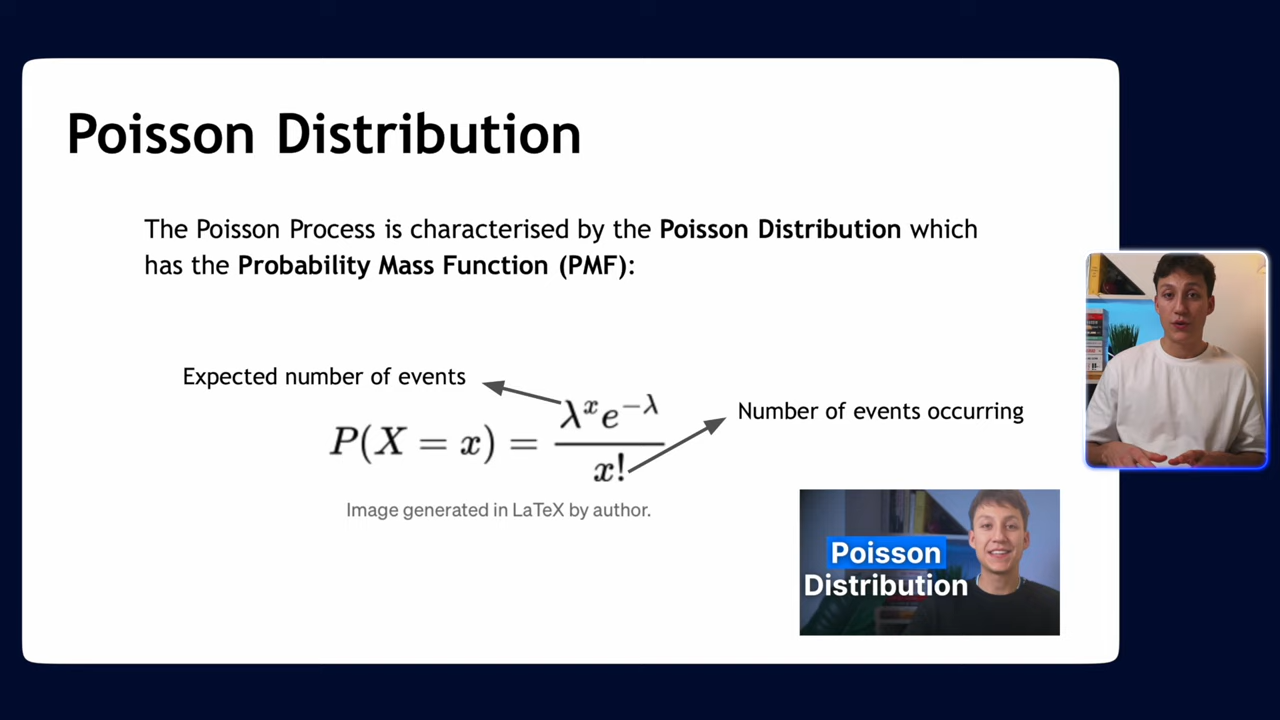 Poisson Distribution
The Poisson Process is characterised by the Poisson Distribution which
has the Probability Mass Function (PMF):
Expected number of events
Number of events occurring
P(X = x) = λˣe⁻λ / x!
Image generated in LaTeX by author.
Poisson
Distribution